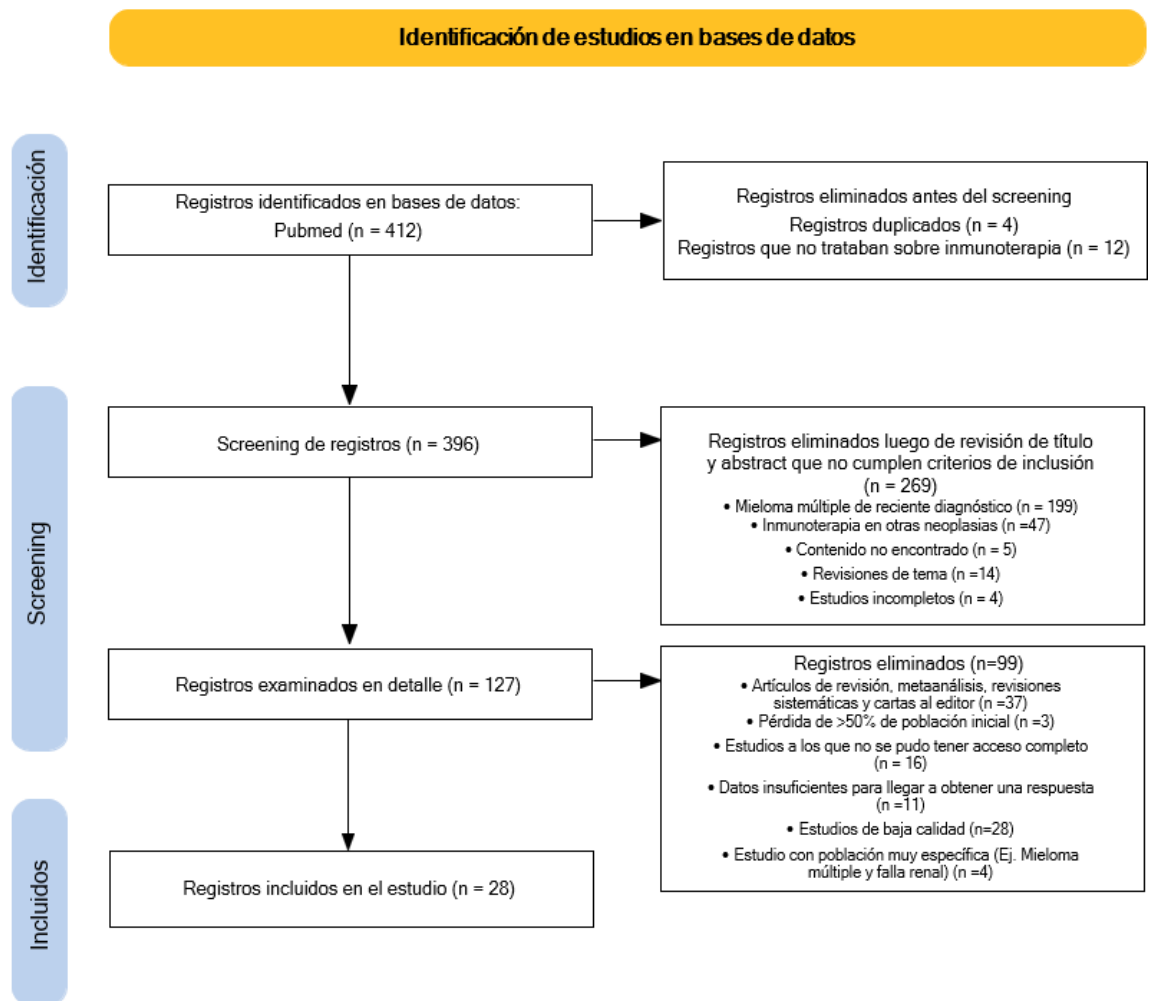 Identificación de estudios en bases de datos
Identificación
Registros identificados en bases de datos:
Pubmed (n = 412)
Registros eliminados antes del screening
Registros duplicados (n = 4)
Registros que no trataban sobre inmunoterapia (n = 12)
Screening
Screening de registros (n = 396)
Registros eliminados luego de revisión de título
y abstract que no cumplen criterios de inclusión
(n = 269)
• Mieloma múltiple de reciente diagnóstico (n = 199)
• Inmunoterapia en otras neoplasias (n =47)
• Contenido no encontrado (n = 5)
• Revisiones de tema (n =14)
• Estudios incompletos (n = 4)
Registros examinados en detalle (n = 127)
Registros eliminados (n=99)
• Artículos de revisión, metaanálisis, revisiones
sistemáticas y cartas al editor (n =37)
• Pérdida de >50% de población inicial (n =3)
• Estudios a los que no se pudo tener acceso completo
(n = 16)
• Datos insuficientes para llegar a obtener una respuesta
(n =11)
• Estudios de baja calidad (n=28)
• Estudio con población muy específica (Ej. Mieloma
múltiple y falla renal) (n =4)
Incluidos
Registros incluidos en el estudio (n = 28)